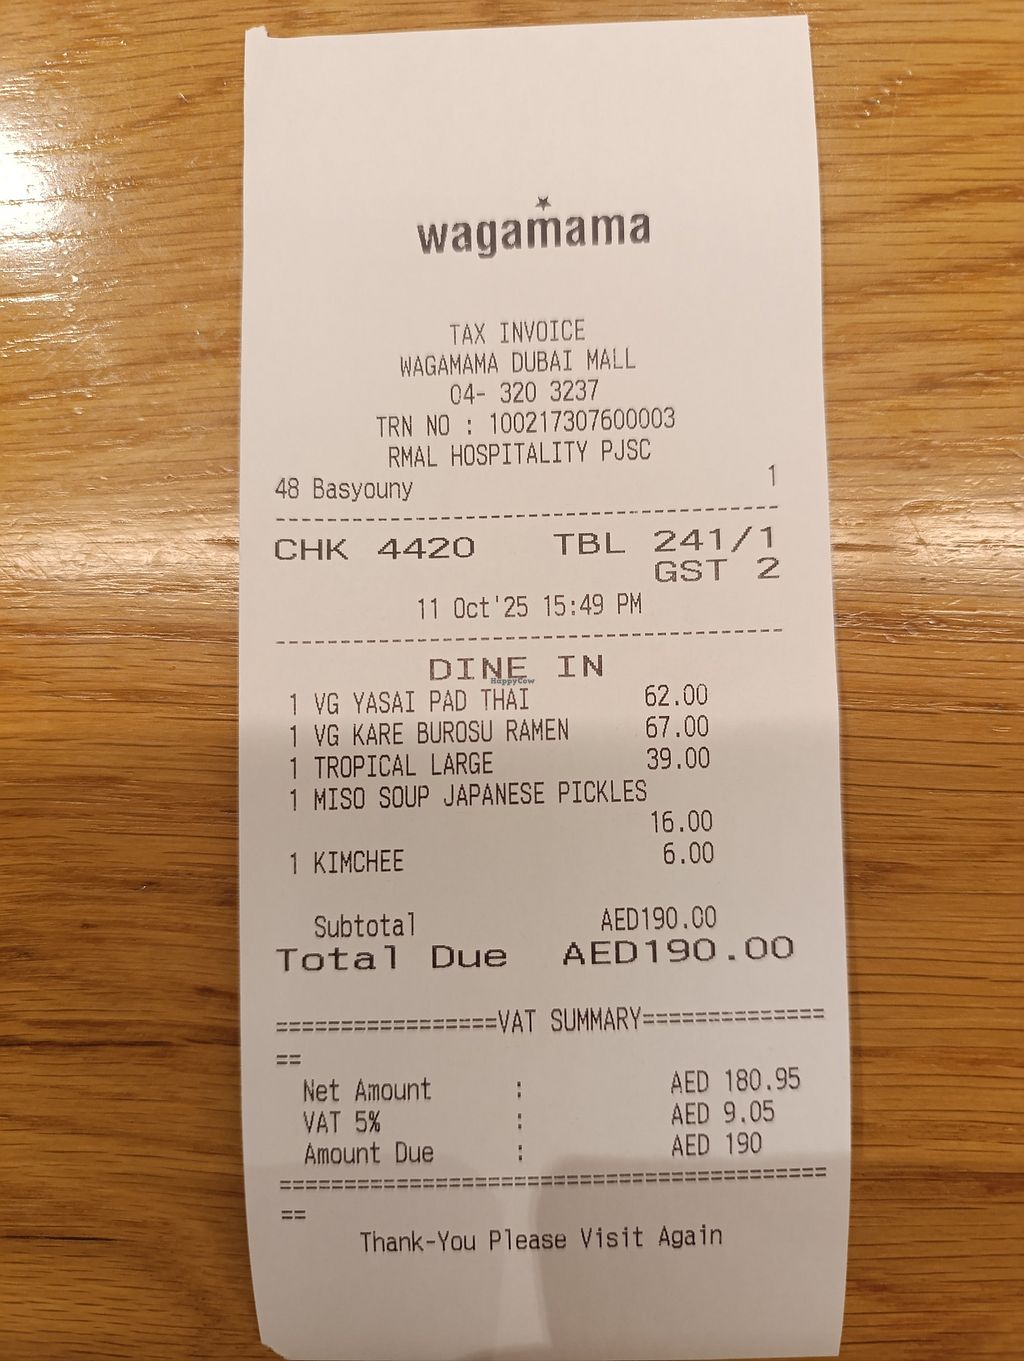 wagamama
TAX INVOICE
WAGAMAMA DUBAI MALL
04- 320 3237
TRN NO : 100217307600003
RMAL HOSPITALITY PJSC
48 Basyouny 1
CHK 4420 TBL 241/1
GST 2
11 Oct'25 15:49 PM
DINE IN
HappyCow
1 VG YASAI PAD THAI 62.00
1 VG KARE BUROSU RAMEN 67.00
1 TROPICAL LARGE 39.00
1 MISO SOUP JAPANESE PICKLES
16.00
1 KIMCHEE 6.00
Subtotal AED190.00
Total Due AED190.00
=================VAT SUMMARY==============
==
Net Amount : AED 180.95
VAT 5% : AED 9.05
Amount Due : AED 190
==========================================
==
Thank-You Please Visit Again